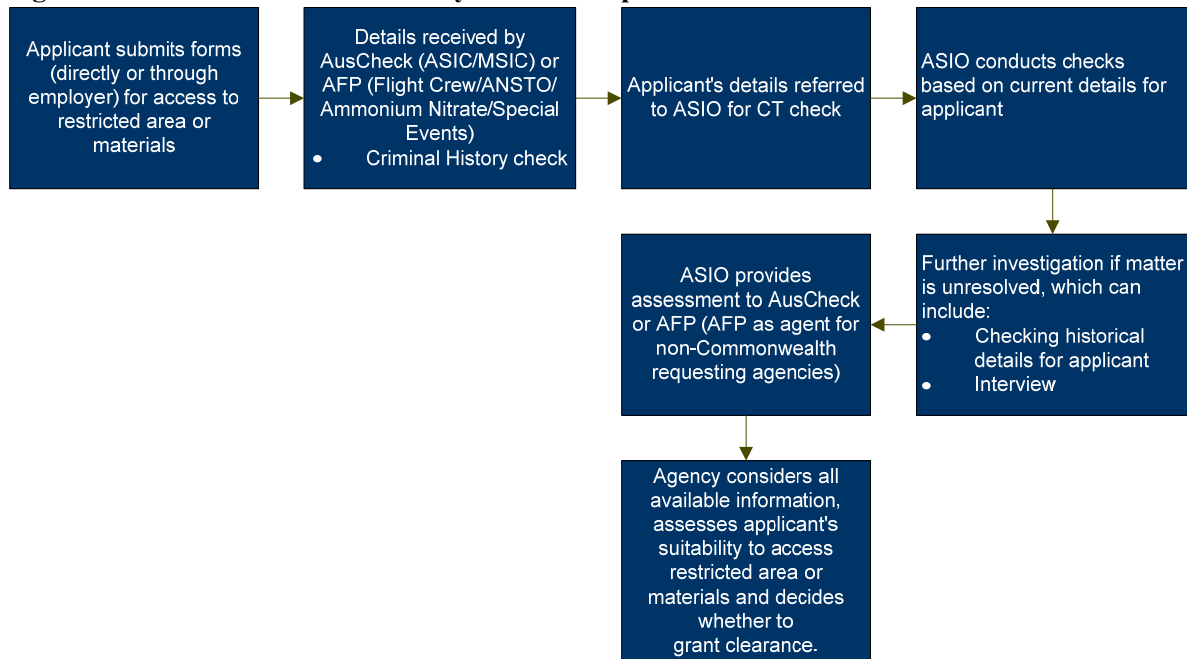 Applicant submits forms
(directly or through
employer) for access to
restricted area or
materials
Details received by
AusCheck (ASIC/MSIC) or
AFP (Flight Crew/ANSTO/
Ammonium Nitrate/Special
Events)
• Criminal History check
Applicant's details referred
to ASIO for CT check
ASIO conducts checks
based on current details for
applicant
Further investigation if matter
is unresolved, which can
include:
• Checking historical
details for applicant
• Interview
ASIO provides
assessment to AusCheck
or AFP (AFP as agent for
non-Commonwealth
requesting agencies)
Agency considers all
available information,
assesses applicant's
suitability to access
restricted area or
materials and decides
whether to
grant clearance.